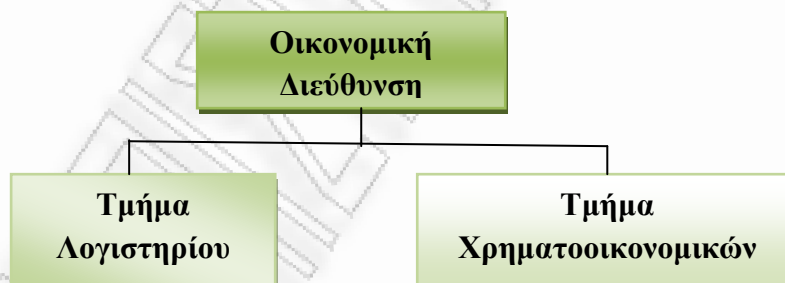 Οικονομική
Διεύθυνση
Τμήμα
Λογιστηρίου
Τμήμα
Χρηματοοικονομικών